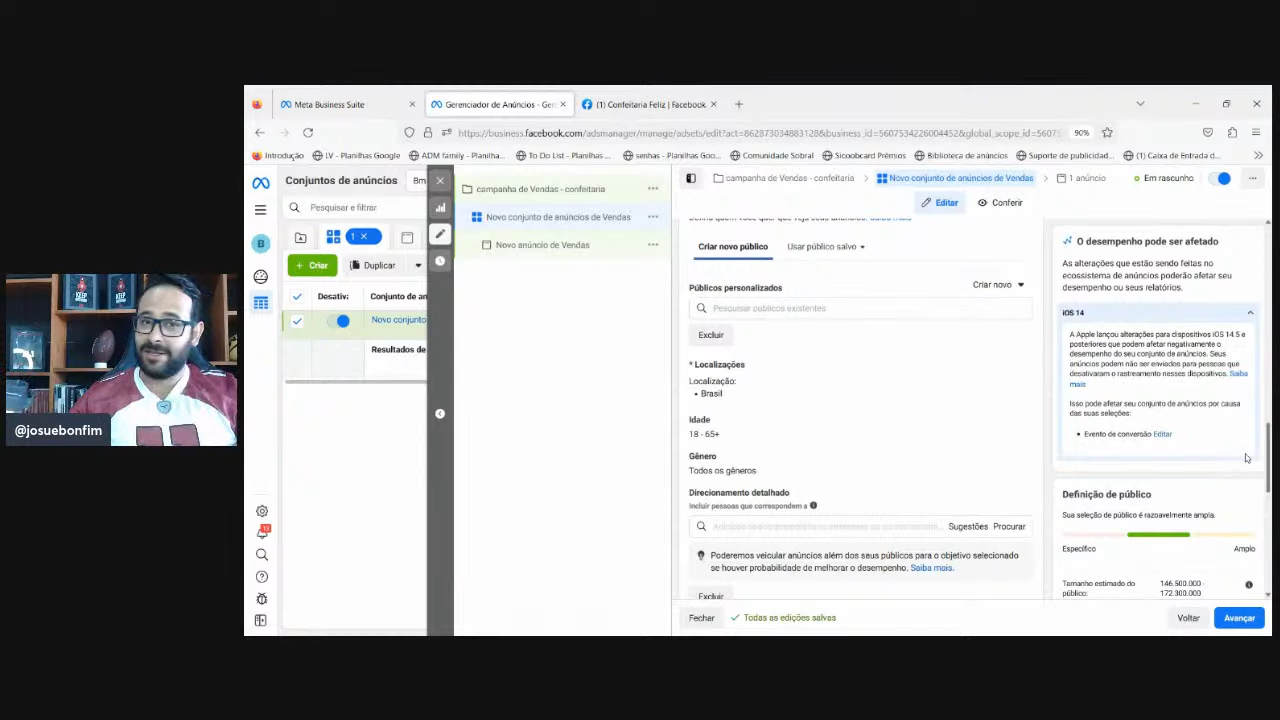 Meta Business Suite
Gerenciador de Anúncios - Ger
(1) Confeitaria Feliz | Facebook
https://business.facebook.com/adsmanager/manage/adsets/edit?act=862873034883128&business_id=5607534226004452&global_scope_id=5607
90%
Introdução
LV - Planilhas Google
ADM family - Planilha...
To Do List - Planilhas ...
senhas - Planilhas Goo...
Comunidade Sobral
Sicoobcard Prêmios
Biblioteca de anúncios
Suporte de publicidad...
(1) Caixa de Entrada d...
Conjuntos de anúncios
Bm
Pesquisar e filtrar
1
B
+ Criar
Duplicar
Desativ:
Conjunto de an
Novo conjunto
Resultados de
campanha de Vendas - confeitaria
Novo conjunto de anúncios de Vendas
Novo anúncio de Vendas
campanha de Vendas - confeitaria
Novo conjunto de anúncios de Vendas
1 anúncio
Em rascunho
Editar
Conferir
Criar novo público
Usar público salvo
Públicos personalizados
Criar novo
Pesquisar públicos existentes
Excluir
* Localizações
Localização:
• Brasil
Idade
18 - 65+
Gênero
Todos os gêneros
Direcionamento detalhado
Incluir pessoas que correspondem a
Sugestões
Procurar
Poderemos veicular anúncios além dos seus públicos para o objetivo selecionado
se houver probabilidade de melhorar o desempenho. Saiba mais.
Excluir
O desempenho pode ser afetado
As alterações que estão sendo feitas no
ecossistema de anúncios poderão afetar seu
desempenho ou seus relatórios.
iOS 14
A Apple lançou alterações para dispositivos iOS 14.5 e
posteriores que podem afetar negativamente o
desempenho do seu conjunto de anúncios. Seus
anúncios podem não ser enviados para pessoas que
desativaram o rastreamento nesses dispositivos. Saiba
mais
Isso pode afetar seu conjunto de anúncios por causa
das suas seleções:
• Evento de conversão Editar
Definição de público
Sua seleção de público é razoavelmente ampla.
Específico
Amplo
Tamanho estimado do
público:
146.500.000 -
172.300.000
Fechar
Todas as edições salvas
Voltar
Avançar
@josuebonfim